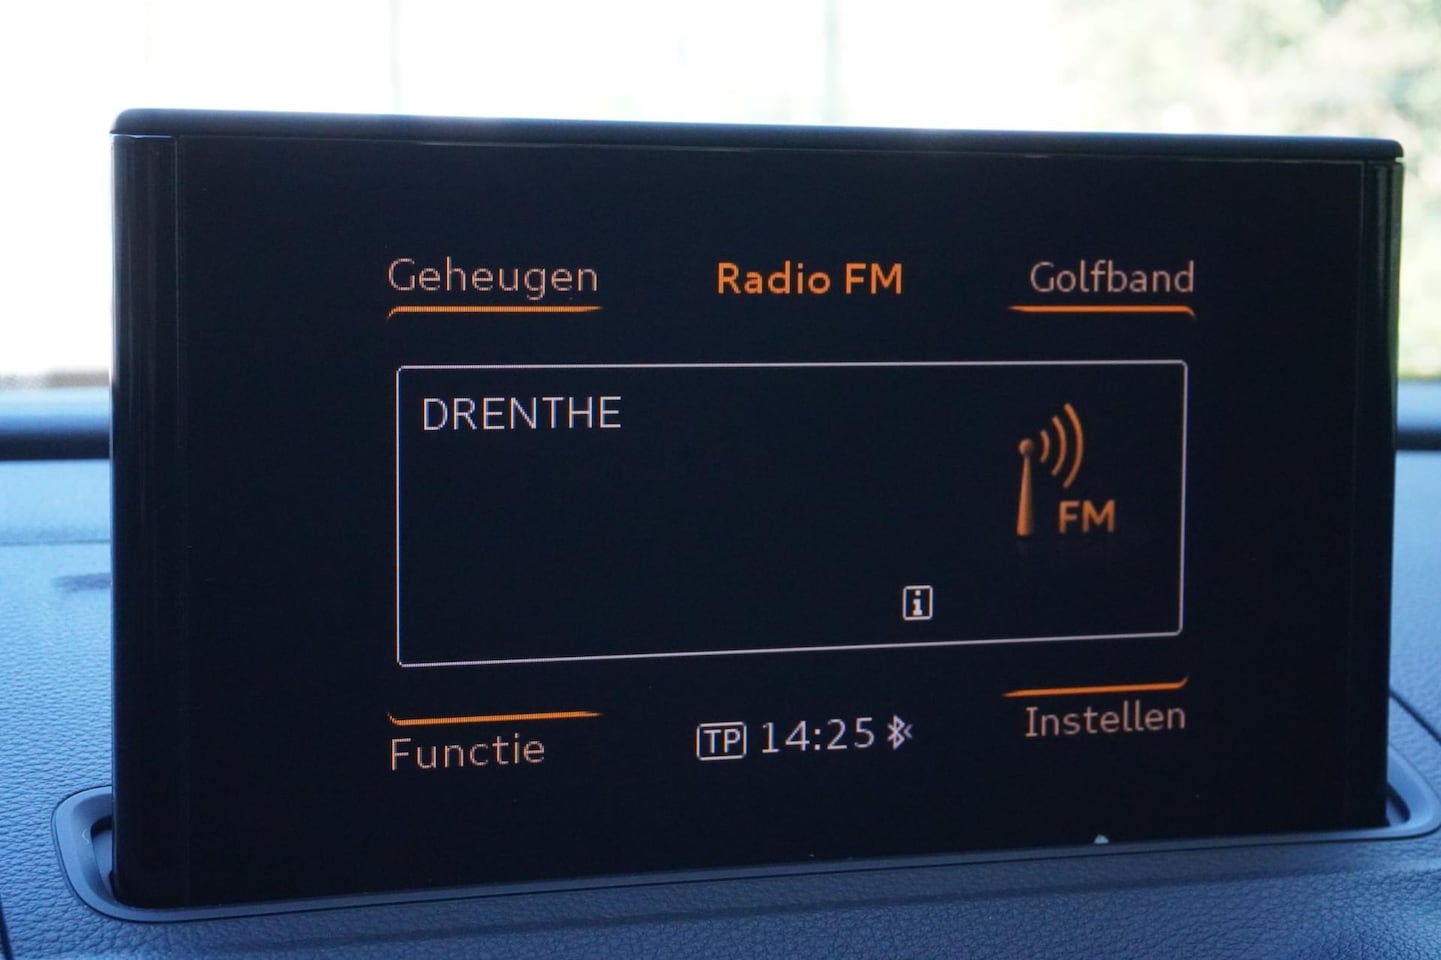 Geheugen Radio FM Golfband
DRENTHE
FM
i
Functie TP 14:25 Instellen